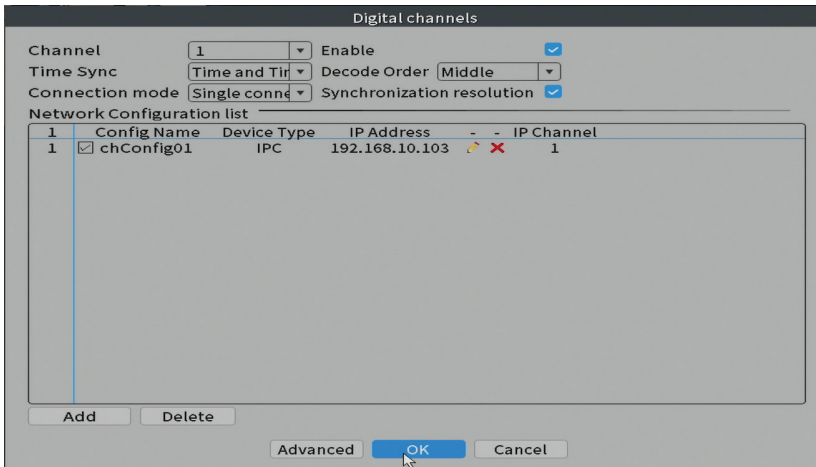 Digital channels
Channel 1 Enable
Time Sync Time and Tir Decode Order Middle
Connection mode Single conne Synchronization resolution
Network Configuration list
1 Config Name Device Type IP Address - - IP Channel
1 chConfig01 IPC 192.168.10.103 1
Add Delete
Advanced OK Cancel